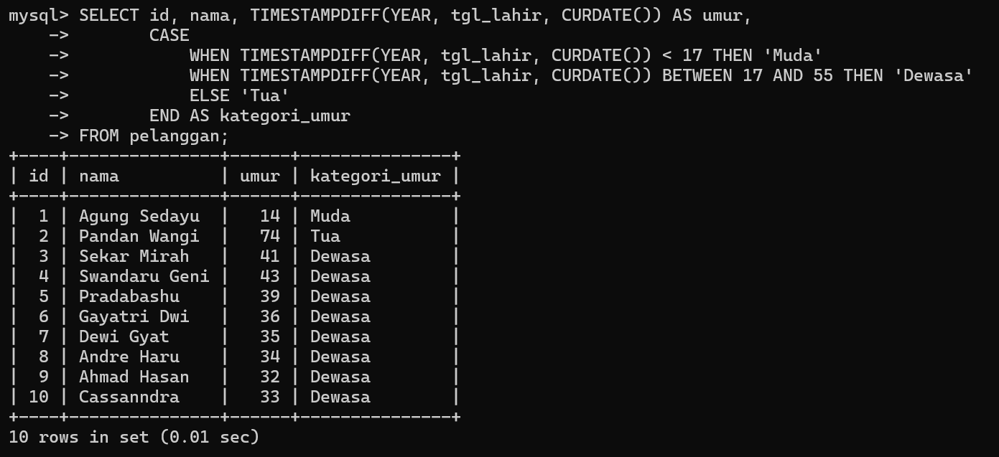 mysql> SELECT id, nama, TIMESTAMPDIFF(YEAR, tgl_lahir, CURDATE()) AS umur,
    ->        CASE
    ->            WHEN TIMESTAMPDIFF(YEAR, tgl_lahir, CURDATE()) < 17 THEN 'Muda'
    ->            WHEN TIMESTAMPDIFF(YEAR, tgl_lahir, CURDATE()) BETWEEN 17 AND 55 THEN 'Dewasa'
    ->            ELSE 'Tua'
    ->        END AS kategori_umur
    -> FROM pelanggan;
+----+---------------+------+---------------+
| id | nama          | umur | kategori_umur |
+----+---------------+------+---------------+
|  1 | Agung Sedayu  |   14 | Muda          |
|  2 | Pandan Wangi  |   74 | Tua           |
|  3 | Sekar Mirah   |   41 | Dewasa        |
|  4 | Swandaru Geni |   43 | Dewasa        |
|  5 | Pradabashu    |   39 | Dewasa        |
|  6 | Gayatri Dwi   |   36 | Dewasa        |
|  7 | Dewi Gyat     |   35 | Dewasa        |
|  8 | Andre Haru    |   34 | Dewasa        |
|  9 | Ahmad Hasan   |   32 | Dewasa        |
| 10 | Cassanndra    |   33 | Dewasa        |
+----+---------------+------+---------------+
10 rows in set (0.01 sec)